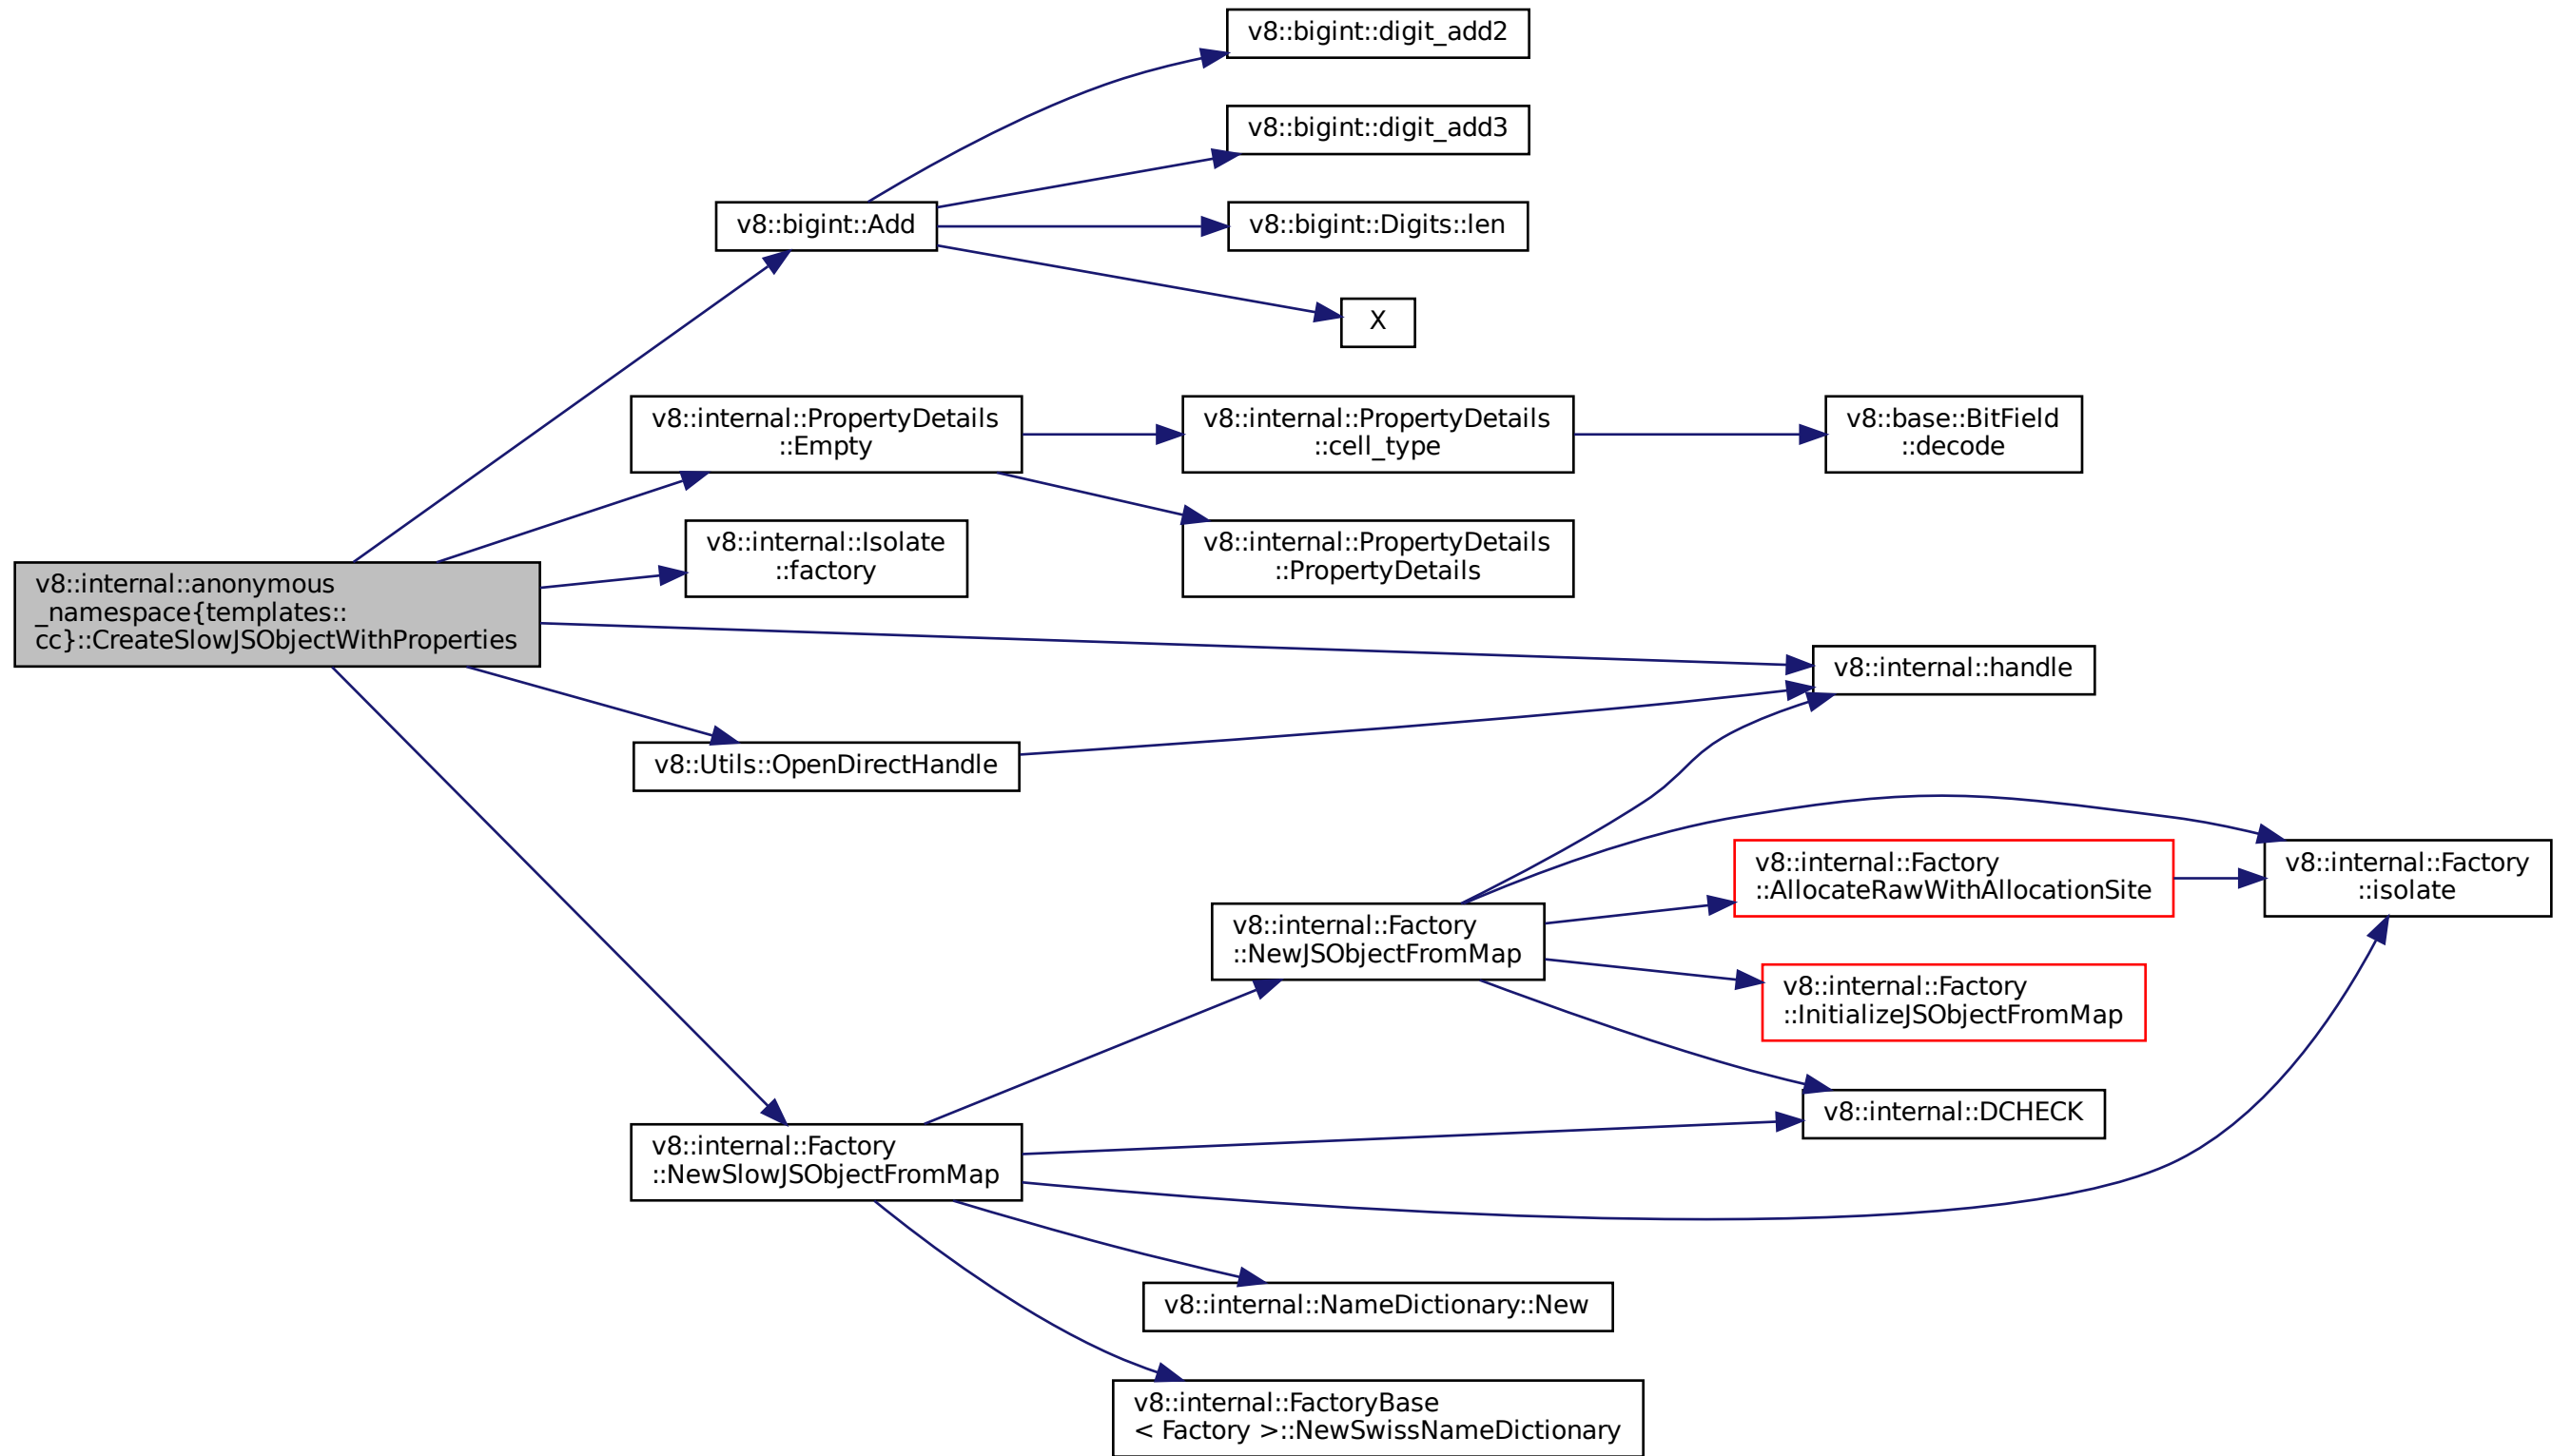 v8::bigint::digit_add2
v8::bigint::digit_add3
v8::bigint::Add
v8::bigint::Digits::len
X
v8::internal::PropertyDetails
::Empty
v8::internal::PropertyDetails
::cell_type
v8::base::BitField
::decode
v8::internal::Isolate
::factory
v8::internal::PropertyDetails
::PropertyDetails
v8::internal::anonymous
_namespace{templates::
cc}::CreateSlowJSObjectWithProperties
v8::internal::handle
v8::Utils::OpenDirectHandle
v8::internal::Factory
::AllocateRawWithAllocationSite
v8::internal::Factory
::isolate
v8::internal::Factory
::NewJSObjectFromMap
v8::internal::Factory
::InitializeJSObjectFromMap
v8::internal::DCHECK
v8::internal::Factory
::NewSlowJSObjectFromMap
v8::internal::NameDictionary::New
v8::internal::FactoryBase
< Factory >::NewSwissNameDictionary